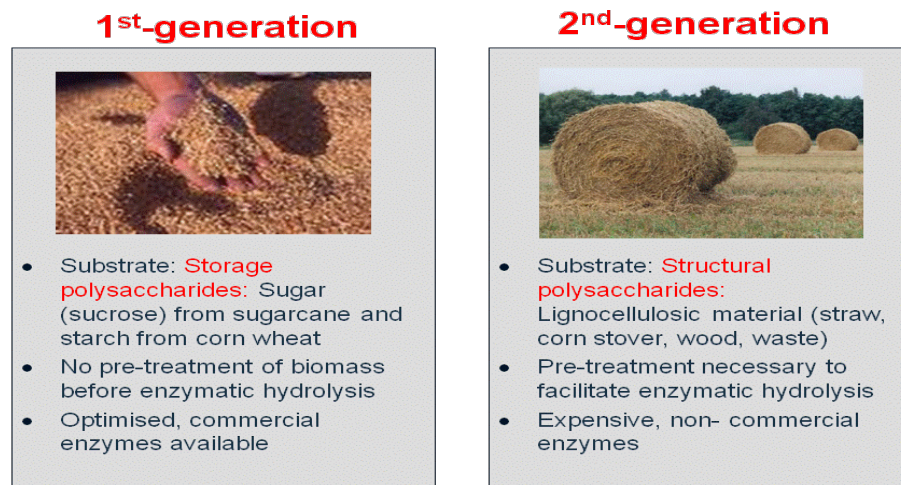 1st-generation
• Substrate: Storage
polysaccharides: Sugar
(sucrose) from sugarcane and
starch from corn wheat
• No pre-treatment of biomass
before enzymatic hydrolysis
• Optimised, commercial
enzymes available
2nd-generation
• Substrate: Structural
polysaccharides:
Lignocellulosic material (straw,
corn stover, wood, waste)
• Pre-treatment necessary to
facilitate enzymatic hydrolysis
• Expensive, non- commercial
enzymes